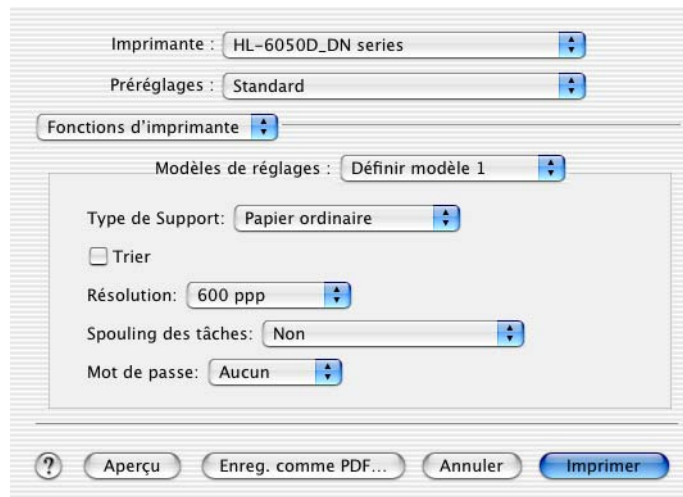 Imprimante : HL-6050D_DN series
Préréglages : Standard
Fonctions d'imprimante
Modèles de réglages : Définir modèle 1
Type de Support: Papier ordinaire
Trier
Résolution: 600 ppp
Spouling des tâches: Non
Mot de passe: Aucun
? Aperçu Enreg. comme PDF... Annuler Imprimer